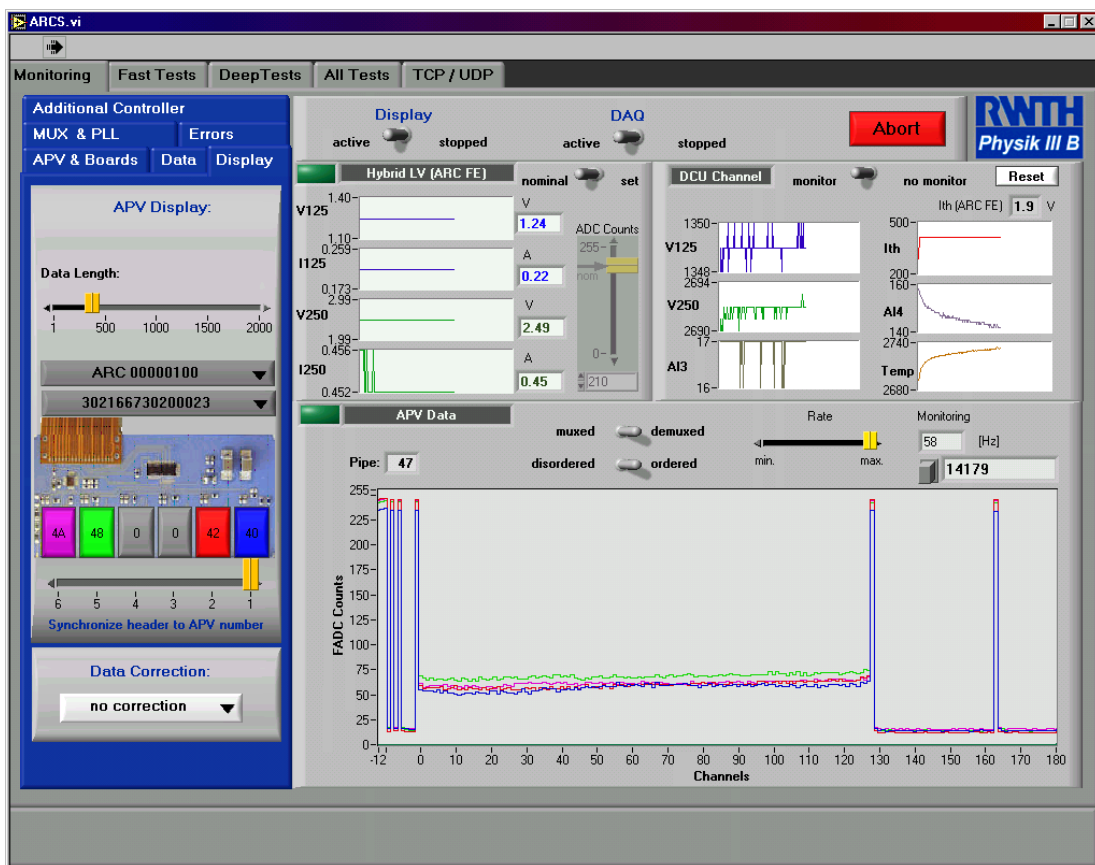 ARCS.vi
Monitoring Fast Tests DeepTests All Tests TCP / UDP
Additional Controller
MUX & PLL Errors
APV & Boards Data Display
APV Display:
Data Length:
1 500 1000 1500 2000
ARC 00000100
302166730200023
4A 48 0 0 42 40
6 5 4 3 2 1
Synchronize header to APV number
Data Correction:
no correction
Display
active stopped
DAQ
active stopped
Abort
RWTH
Physik III B
Hybrid LV (ARC FE)
nominal set
V125
1.40
1.10
V
1.24
I125
0.259
0.173
A
0.22
V250
2.99
1.99
V
2.49
I250
0.456
0.452
A
0.45
ADC Counts
255
nom
0
210
DCU Channel
monitor no monitor
Reset
Ith (ARC FE) 1.9 V
V125
1350
1348
V250
2694
2690
AI3
17
16
Ith
500
200
AI4
160
140
Temp
2740
2680
APV Data
muxed demuxed
Pipe: 47
disordered ordered
Rate
min. max.
Monitoring
58 [Hz]
14179
FADC Counts
255
225
200
175
150
125
100
75
50
25
0
-12 0 10 20 30 40 50 60 70 80 90 100 110 120 130 140 150 160 170 180
Channels